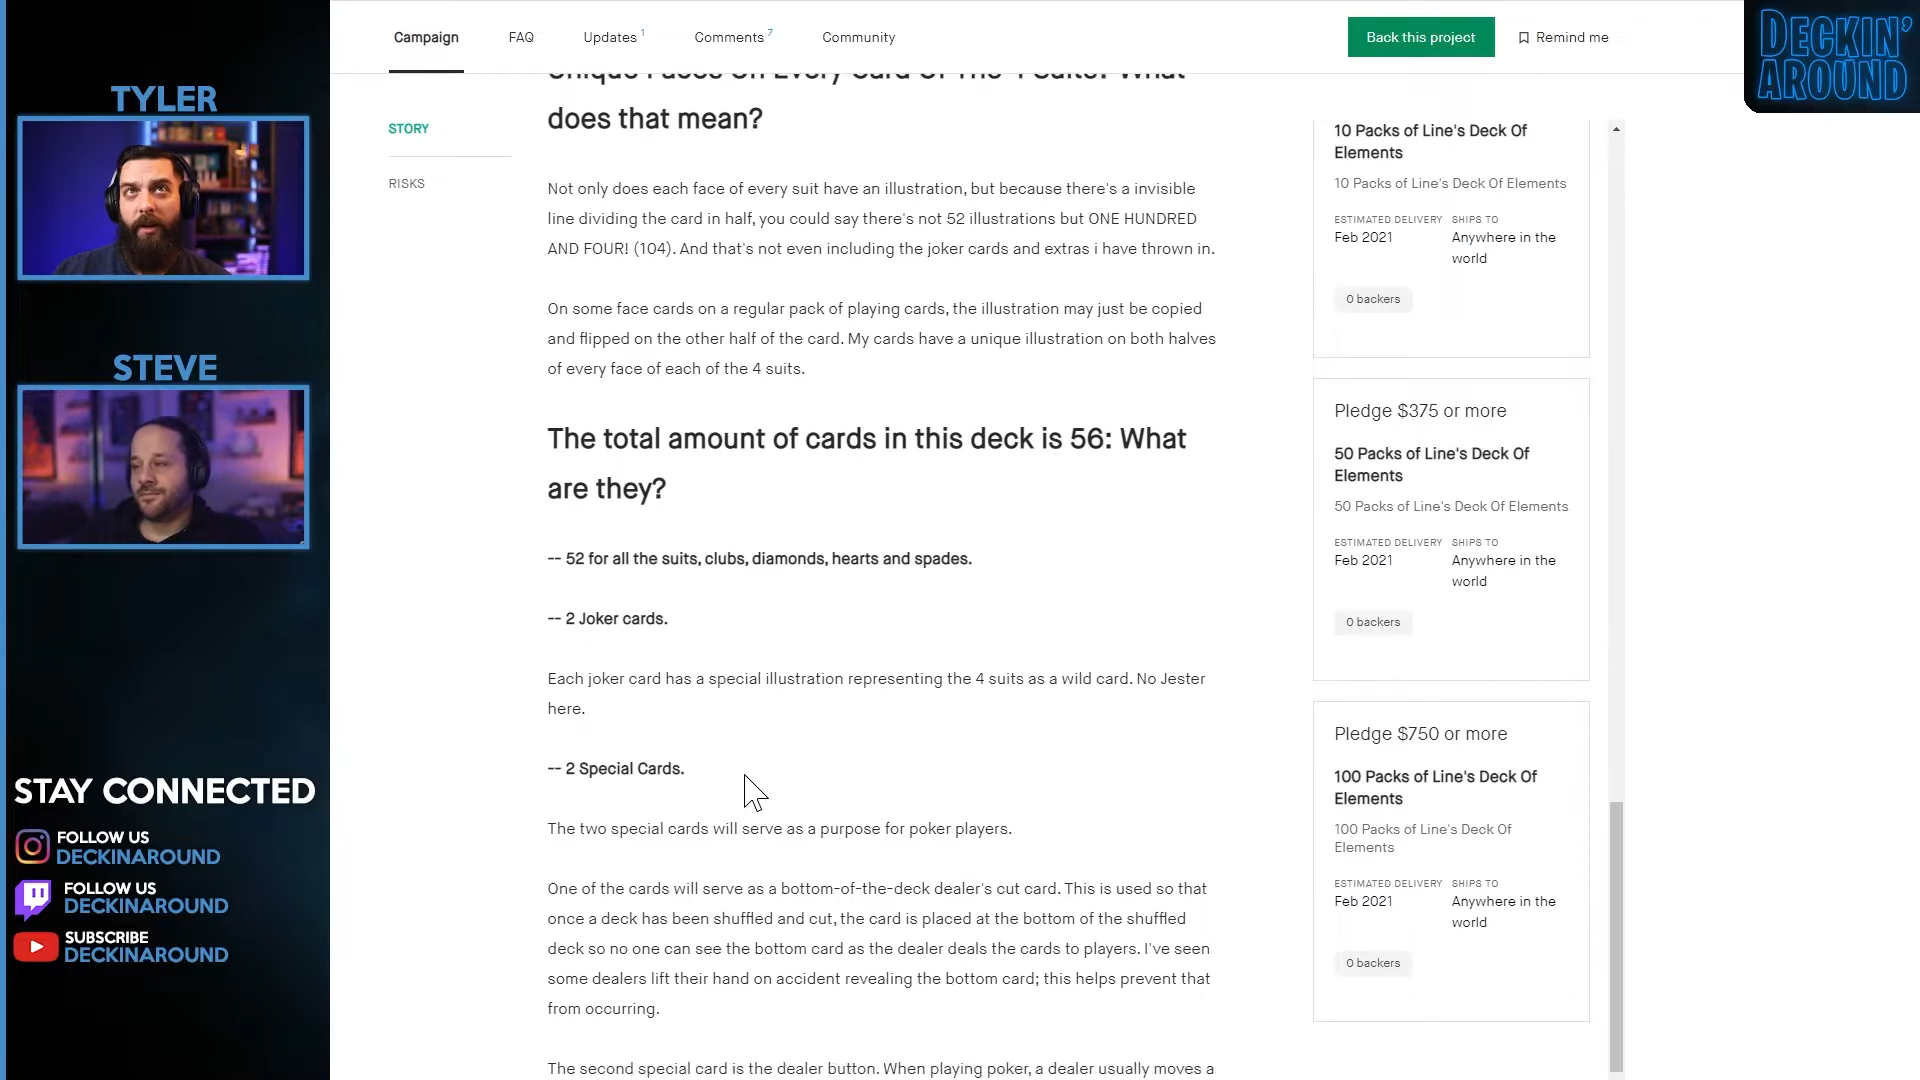 DECKIN'
AROUND
TYLER
STEVE
STAY CONNECTED
FOLLOW US
DECKINAROUND
FOLLOW US
DECKINAROUND
SUBSCRIBE
DECKINAROUND
Campaign
FAQ
Updates 1
Comments 7
Community
Back this project
Remind me
STORY
RISKS
Unique Faces On Every Card Of The 4 Suits: What
does that mean?
Not only does each face of every suit have an illustration, but because there's a invisible
line dividing the card in half, you could say there's not 52 illustrations but ONE HUNDRED
AND FOUR! (104). And that's not even including the joker cards and extras i have thrown in.
On some face cards on a regular pack of playing cards, the illustration may just be copied
and flipped on the other half of the card. My cards have a unique illustration on both halves
of every face of each of the 4 suits.
The total amount of cards in this deck is 56: What
are they?
-- 52 for all the suits, clubs, diamonds, hearts and spades.
-- 2 Joker cards.
Each joker card has a special illustration representing the 4 suits as a wild card. No Jester
here.
-- 2 Special Cards.
The two special cards will serve as a purpose for poker players.
One of the cards will serve as a bottom-of-the-deck dealer's cut card. This is used so that
once a deck has been shuffled and cut, the card is placed at the bottom of the shuffled
deck so no one can see the bottom card as the dealer deals the cards to players. I've seen
some dealers lift their hand on accident revealing the bottom card; this helps prevent that
from occurring.
The second special card is the dealer button. When playing poker, a dealer usually moves a
10 Packs of Line's Deck Of
Elements
10 Packs of Line's Deck Of Elements
ESTIMATED DELIVERY
Feb 2021
SHIPS TO
Anywhere in the
world
0 backers
Pledge $375 or more
50 Packs of Line's Deck Of
Elements
50 Packs of Line's Deck Of Elements
ESTIMATED DELIVERY
Feb 2021
SHIPS TO
Anywhere in the
world
0 backers
Pledge $750 or more
100 Packs of Line's Deck Of
Elements
100 Packs of Line's Deck Of
Elements
ESTIMATED DELIVERY
Feb 2021
SHIPS TO
Anywhere in the
world
0 backers